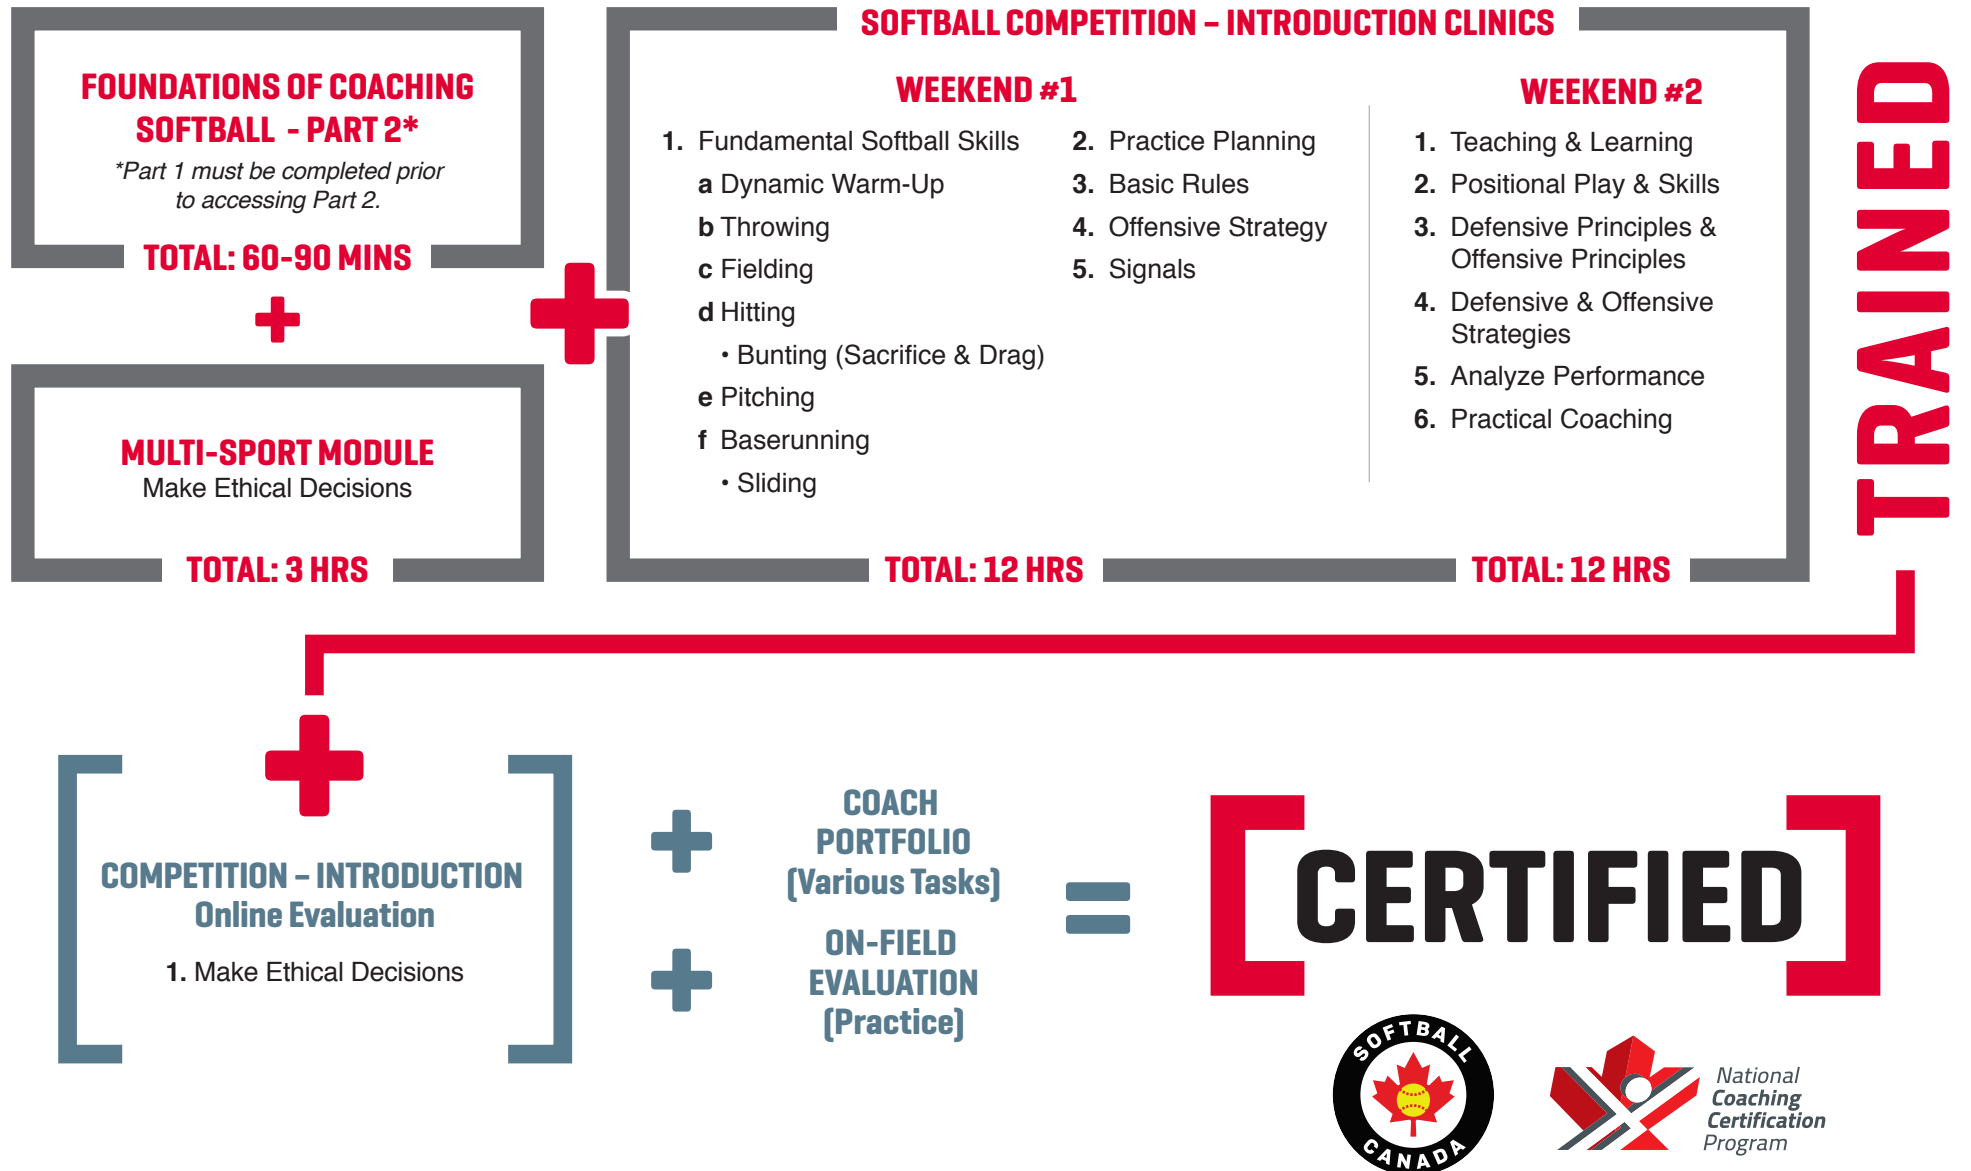 FOUNDATIONS OF COACHING
SOFTBALL - PART 2*
*Part 1 must be completed prior
to accessing Part 2.
TOTAL: 60-90 MINS
MULTI-SPORT MODULE
Make Ethical Decisions
TOTAL: 3 HRS
SOFTBALL COMPETITION – INTRODUCTION CLINICS
WEEKEND #1
1. Fundamental Softball Skills
a Dynamic Warm-Up
b Throwing
c Fielding
d Hitting
• Bunting (Sacrifice & Drag)
e Pitching
f Baserunning
• Sliding
2. Practice Planning
3. Basic Rules
4. Offensive Strategy
5. Signals
TOTAL: 12 HRS
WEEKEND #2
1. Teaching & Learning
2. Positional Play & Skills
3. Defensive Principles &
Offensive Principles
4. Defensive & Offensive
Strategies
5. Analyze Performance
6. Practical Coaching
TOTAL: 12 HRS
TRAINED
COMPETITION – INTRODUCTION
Online Evaluation
1. Make Ethical Decisions
COACH
PORTFOLIO
(Various Tasks)
ON-FIELD
EVALUATION
(Practice)
CERTIFIED
SOFTBALL
CANADA
National
Coaching
Certification
Program